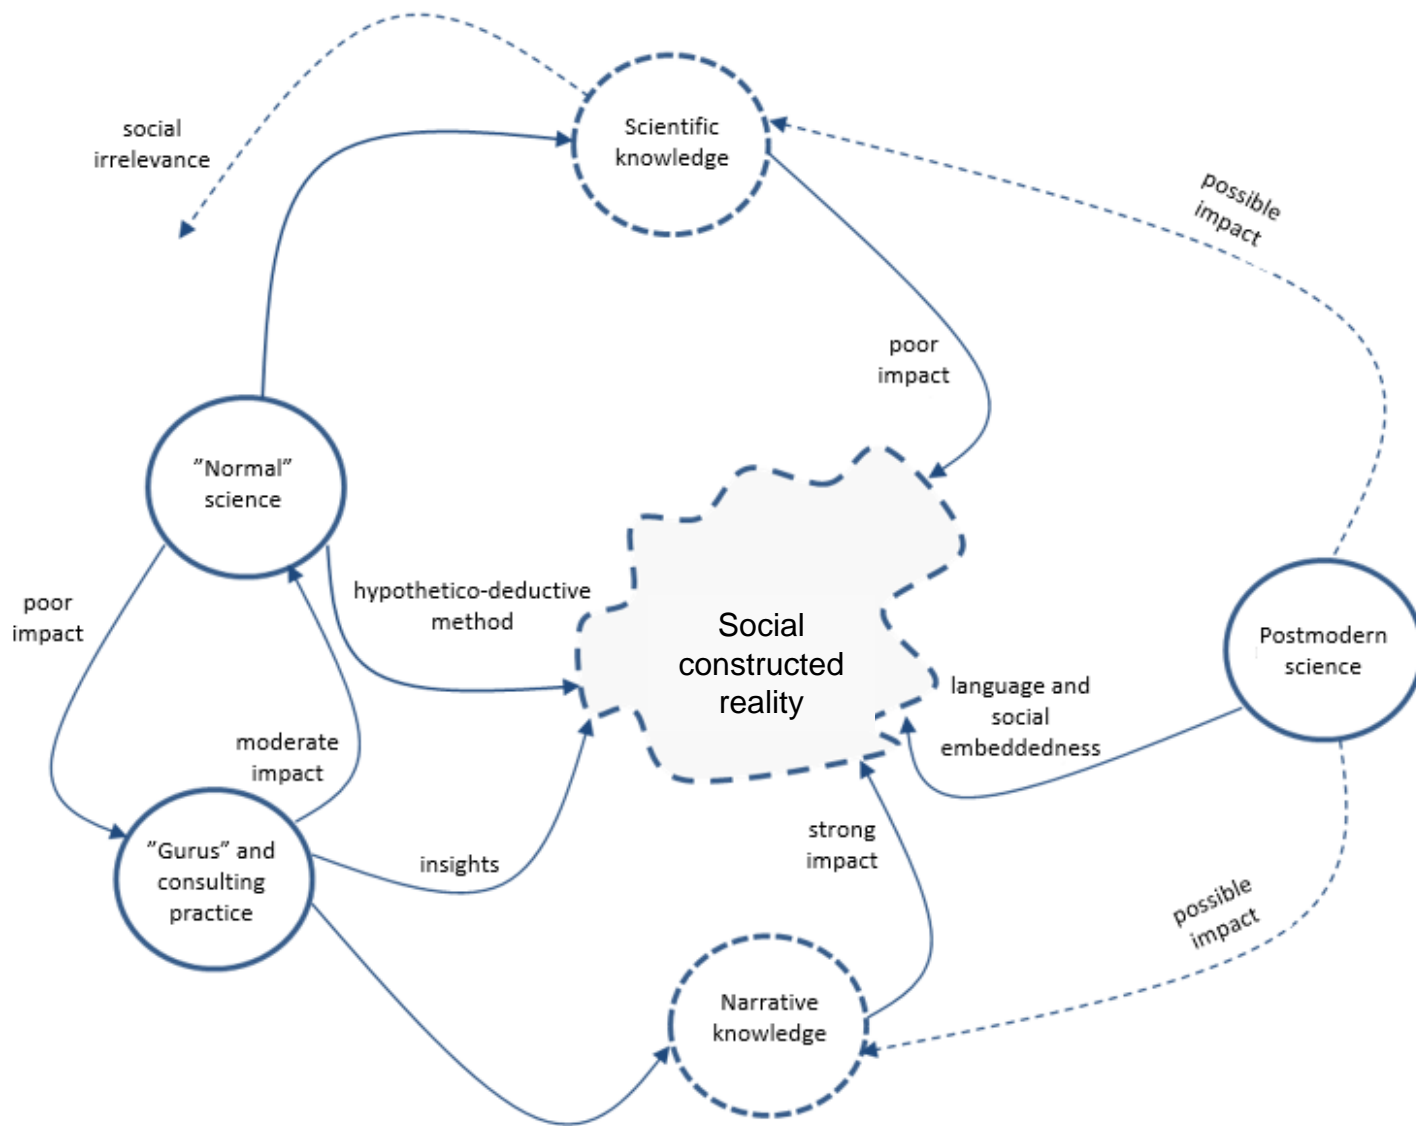 Scientific
knowledge
social
irrelevance
possible
impact
poor
impact
”Normal”
science
hypothetico-deductive
method
poor
impact
Social
constructed
reality
Postmodern
science
language and
social
embeddedness
moderate
impact
”Gurus” and
consulting
practice
insights
strong
impact
possible
impact
Narrative
knowledge